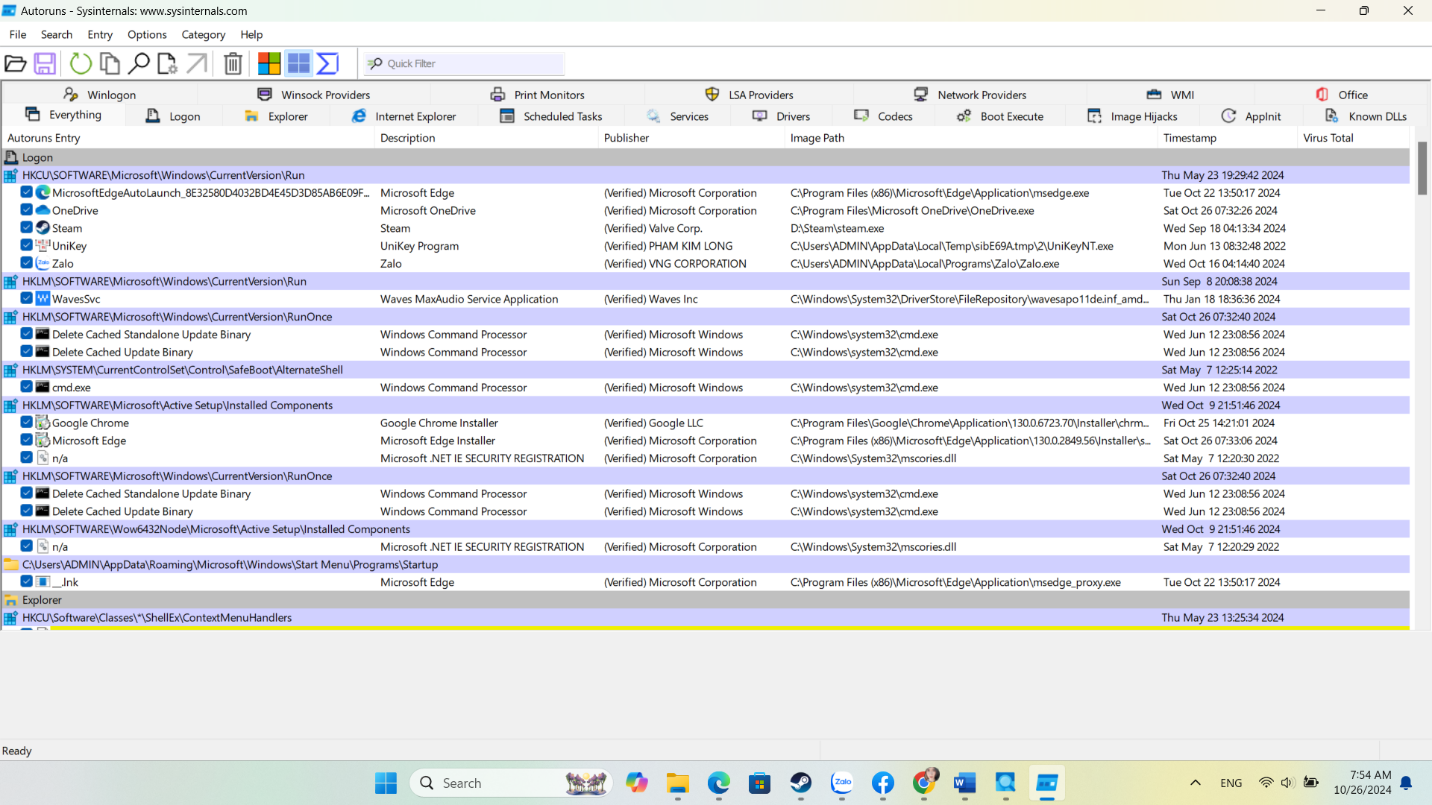 Autoruns - Sysinternals: www.sysinternals.com
File Search Entry Options Category Help
Quick Filter
Winlogon Winsock Providers Print Monitors LSA Providers Network Providers WMI Office
Everything Logon Explorer Internet Explorer Scheduled Tasks Services Drivers Codecs Boot Execute Image Hijacks AppInit Known DLLs
Autoruns Entry Description Publisher Image Path Timestamp Virus Total
Logon
HKCU\SOFTWARE\Microsoft\Windows\CurrentVersion\Run Thu May 23 19:29:42 2024
MicrosoftEdgeAutoLaunch_8E32580D4032BD4E45D3D85AB6E09F... Microsoft Edge (Verified) Microsoft Corporation C:\Program Files (x86)\Microsoft\Edge\Application\msedge.exe Tue Oct 22 13:50:17 2024
OneDrive Microsoft OneDrive (Verified) Microsoft Corporation C:\Program Files\Microsoft OneDrive\OneDrive.exe Sat Oct 26 07:32:26 2024
Steam Steam (Verified) Valve Corp. D:\Steam\steam.exe Wed Sep 18 04:13:34 2024
UniKey UniKey Program (Verified) PHAM KIM LONG C:\Users\ADMIN\AppData\Local\Temp\sibE69A.tmp\2\UniKeyNT.exe Mon Jun 13 08:32:48 2022
Zalo Zalo (Verified) VNG CORPORATION C:\Users\ADMIN\AppData\Local\Programs\Zalo\Zalo.exe Wed Oct 16 04:14:40 2024
HKLM\SOFTWARE\Microsoft\Windows\CurrentVersion\Run Sun Sep 8 20:08:38 2024
WavesSvc Waves MaxAudio Service Application (Verified) Waves Inc C:\Windows\System32\DriverStore\FileRepository\wavesapo11de.inf_amd... Thu Jan 18 18:36:36 2024
HKLM\SOFTWARE\Microsoft\Windows\CurrentVersion\RunOnce Sat Oct 26 07:32:40 2024
Delete Cached Standalone Update Binary Windows Command Processor (Verified) Microsoft Windows C:\Windows\system32\cmd.exe Wed Jun 12 23:08:56 2024
Delete Cached Update Binary Windows Command Processor (Verified) Microsoft Windows C:\Windows\system32\cmd.exe Wed Jun 12 23:08:56 2024
HKLM\SYSTEM\CurrentControlSet\Control\SafeBoot\AlternateShell Sat May 7 12:25:14 2022
cmd.exe Windows Command Processor (Verified) Microsoft Windows C:\Windows\system32\cmd.exe Wed Jun 12 23:08:56 2024
HKLM\SOFTWARE\Microsoft\Active Setup\Installed Components Wed Oct 9 21:51:46 2024
Google Chrome Google Chrome Installer (Verified) Google LLC C:\Program Files\Google\Chrome\Application\130.0.6723.70\Installer\chrm... Fri Oct 25 14:21:01 2024
Microsoft Edge Microsoft Edge Installer (Verified) Microsoft Corporation C:\Program Files (x86)\Microsoft\Edge\Application\130.0.2849.56\Installer\s... Sat Oct 26 07:33:06 2024
n/a Microsoft .NET IE SECURITY REGISTRATION (Verified) Microsoft Corporation C:\Windows\System32\mscories.dll Sat May 7 12:20:30 2022
HKLM\SOFTWARE\Microsoft\Windows\CurrentVersion\RunOnce Sat Oct 26 07:32:40 2024
Delete Cached Standalone Update Binary Windows Command Processor (Verified) Microsoft Windows C:\Windows\system32\cmd.exe Wed Jun 12 23:08:56 2024
Delete Cached Update Binary Windows Command Processor (Verified) Microsoft Windows C:\Windows\system32\cmd.exe Wed Jun 12 23:08:56 2024
HKLM\SOFTWARE\Wow6432Node\Microsoft\Active Setup\Installed Components Wed Oct 9 21:51:46 2024
n/a Microsoft .NET IE SECURITY REGISTRATION (Verified) Microsoft Corporation C:\Windows\System32\mscories.dll Sat May 7 12:20:29 2022
C:\Users\ADMIN\AppData\Roaming\Microsoft\Windows\Start Menu\Programs\Startup
__.lnk Microsoft Edge (Verified) Microsoft Corporation C:\Program Files (x86)\Microsoft\Edge\Application\msedge_proxy.exe Tue Oct 22 13:50:17 2024
Explorer
HKCU\Software\Classes\*\ShellEx\ContextMenuHandlers Thu May 23 13:25:34 2024
Ready
Search Zalo ENG 7:54 AM
10/26/2024